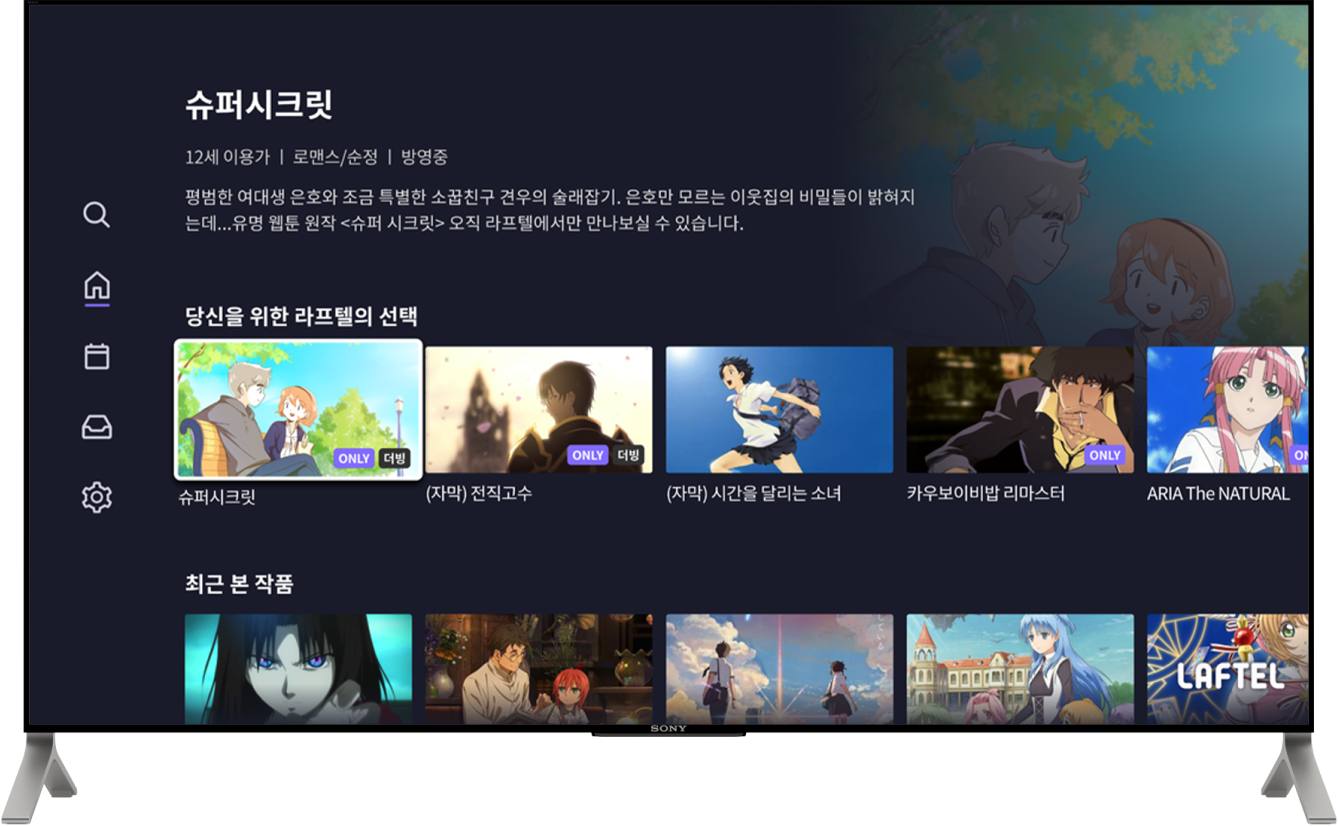 슈퍼시크릿
12세 이용가 | 로맨스/순정 | 방영중
평범한 여대생 은호와 조금 특별한 소꿉친구 견우의 술래잡기. 은호만 모르는 이웃집의 비밀들이 밝혀지
는데...유명 웹툰 원작 <슈퍼 시크릿> 오직 라프텔에서만 만나보실 수 있습니다.
당신을 위한 라프텔의 선택
ONLY 더빙
ONLY 더빙
ONLY
ON
슈퍼시크릿
(자막) 전직고수
(자막) 시간을 달리는 소녀
카우보이비밥 리마스터
ARIA The NATURAL
최근 본 작품
している
LAFTEL
SONY